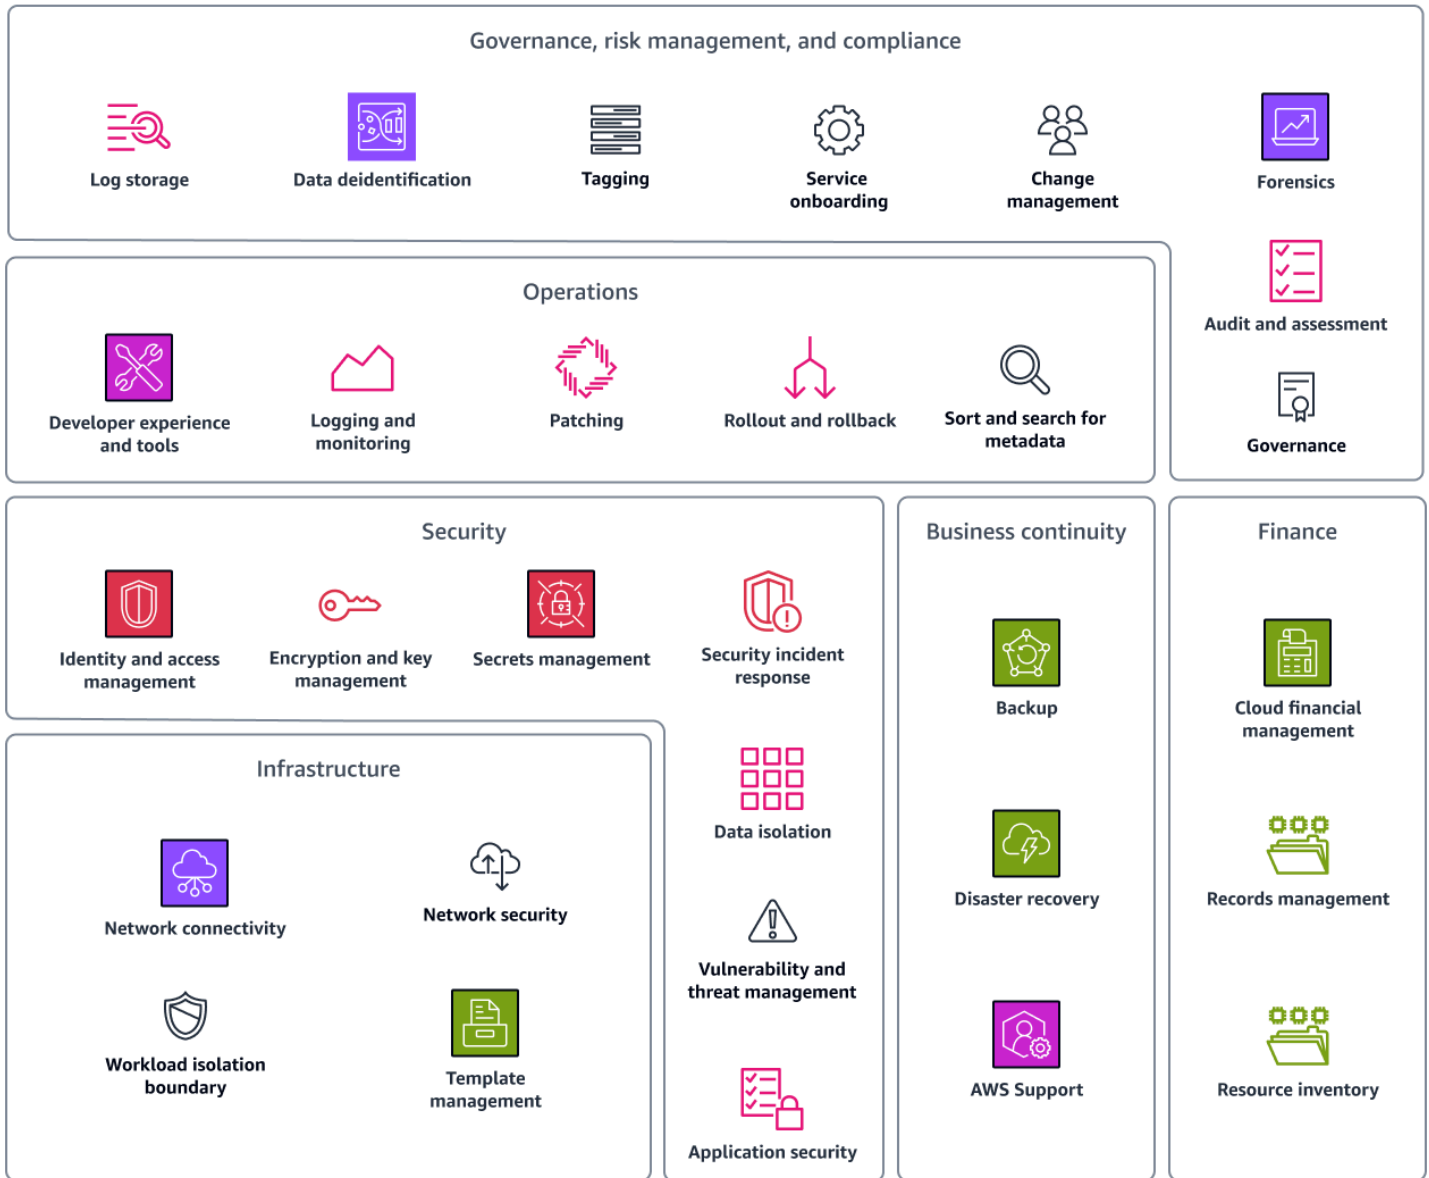 Governance, risk management, and compliance
Log storage
Data deidentification
Tagging
Service
onboarding
Change
management
Forensics
Audit and assessment
Governance
Operations
Developer experience
and tools
Logging and
monitoring
Patching
Rollout and rollback
Sort and search for
metadata
Security
Identity and access
management
Encryption and key
management
Secrets management
Security incident
response
Data isolation
Vulnerability and
threat management
Application security
Infrastructure
Network connectivity
Network security
Workload isolation
boundary
Template
management
Business continuity
Backup
Disaster recovery
AWS Support
Finance
Cloud financial
management
Records management
Resource inventory